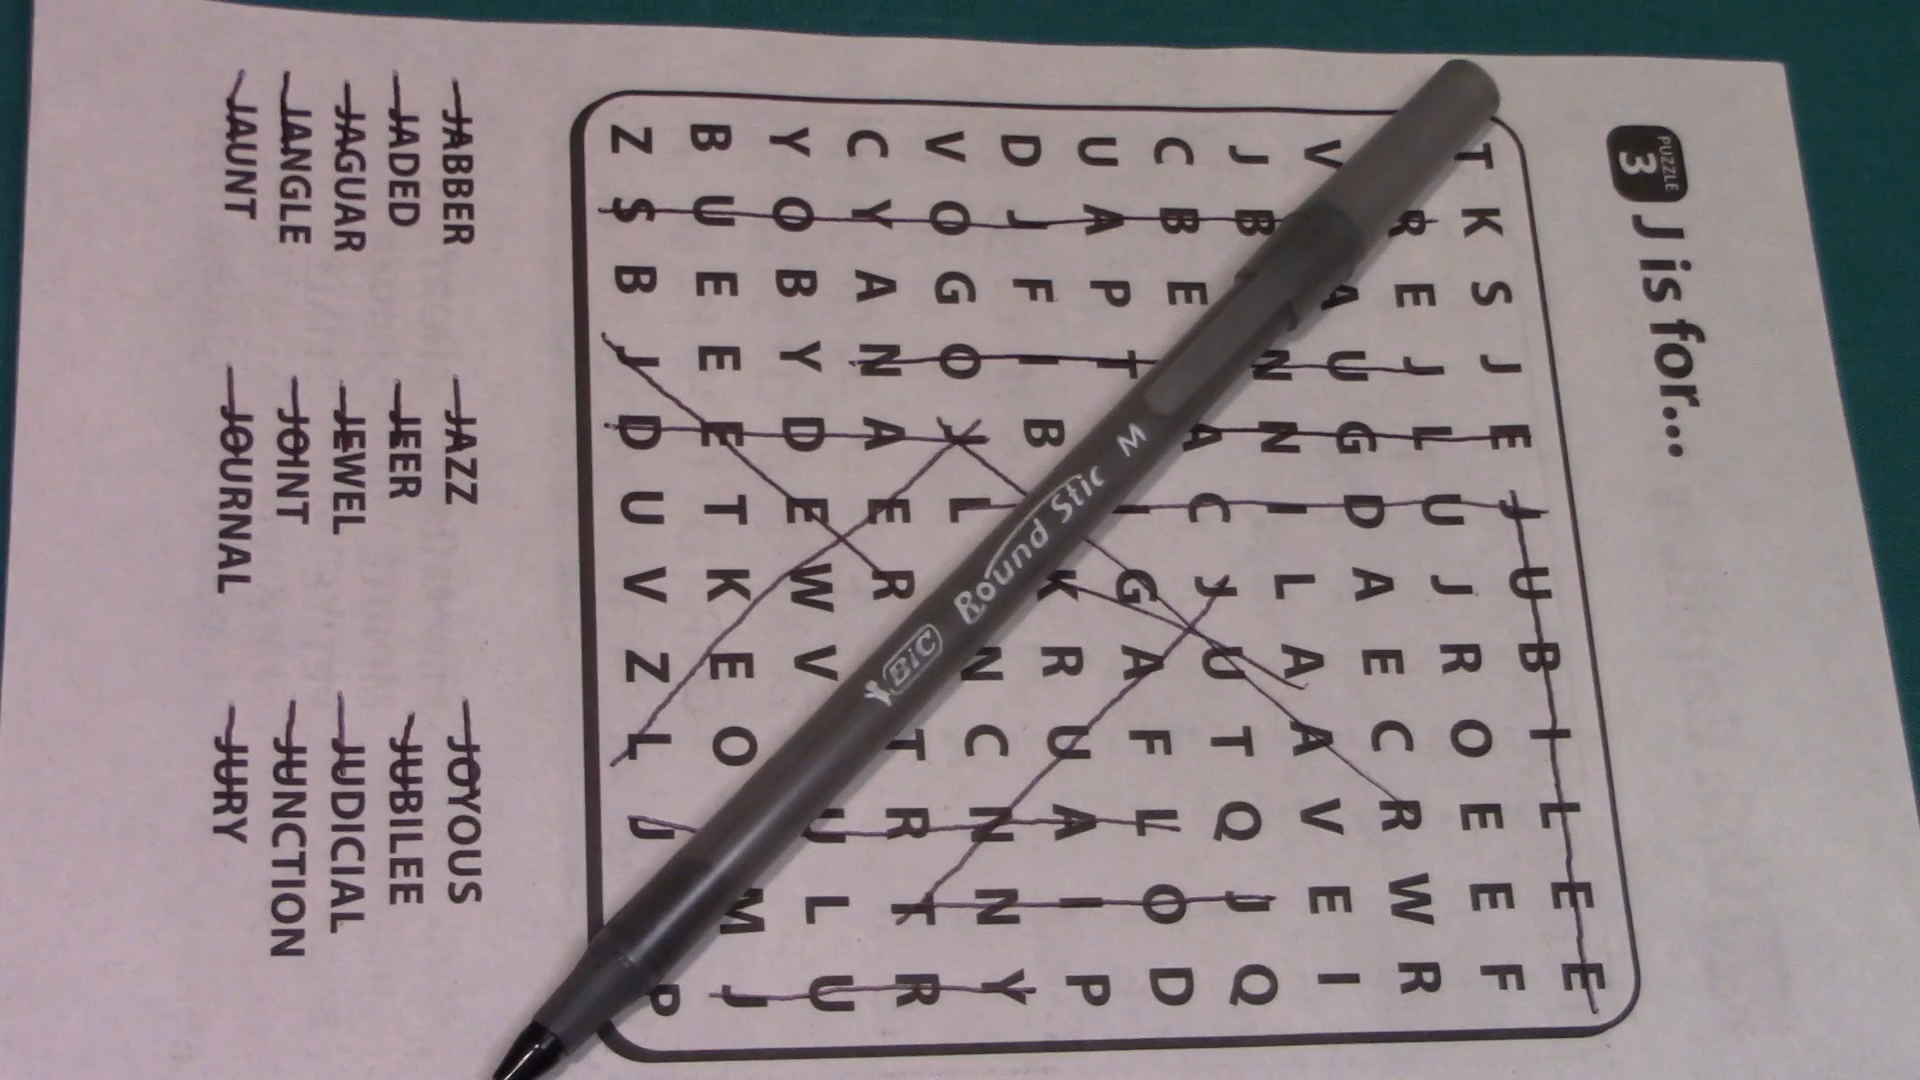 PUZZLE
3 J is for...
T K S J E J U B I L E E
R E J L U J R O E E F
V A U G D A E C R W R
J B N N I L A A V E I
C B E A C J U T Q J Q
U A P T I G A F L O D
D J F I B K R U A I P
V O G O J L N C N N Y
C Y A N A E R T R T R
Y O B Y D E W V U L U
B U E E E T K E O M J
Z S B J D U V Z L J P
JABBER JAZZ JOYOUS
JADED JEER JUBILEE
JAGUAR JEWEL JUDICIAL
JANGLE JOINT JUNCTION
JAUNT JOURNAL JURY
BiC Round Stic M